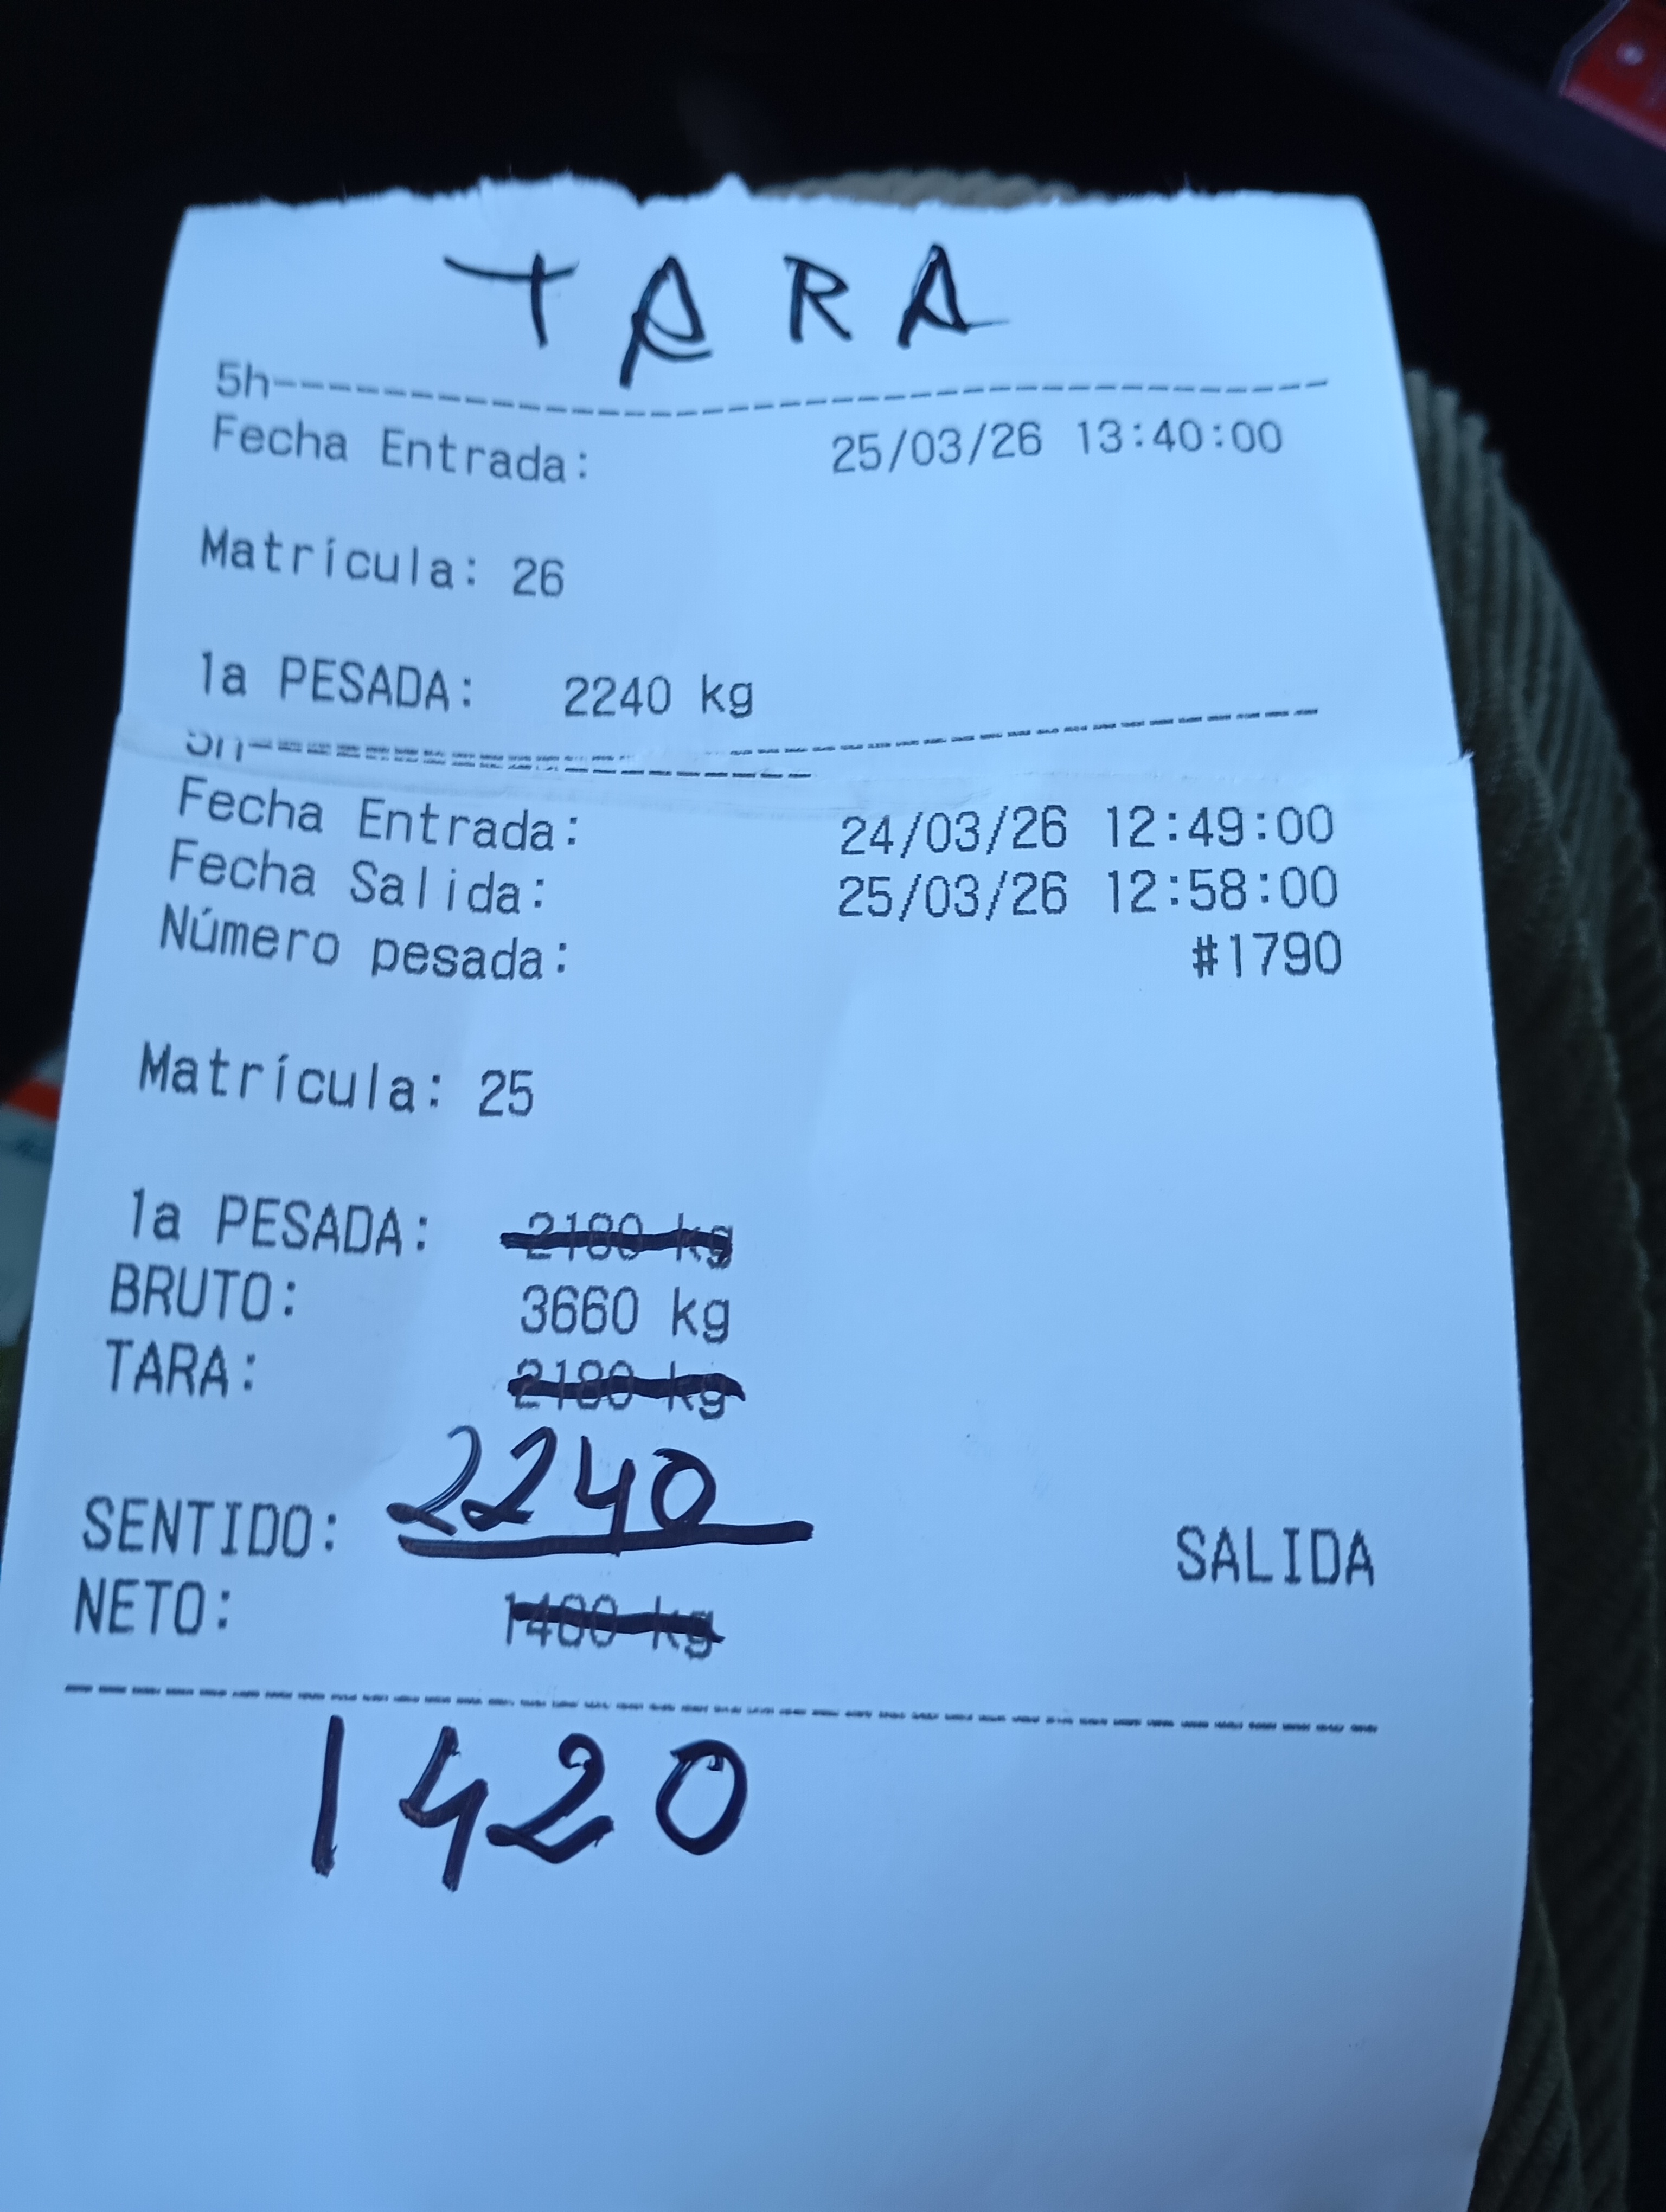 TARA
5h
Fecha Entrada: 25/03/26 13:40:00
Matrícula: 26
1a PESADA: 2240 kg
5h
Fecha Entrada: 24/03/26 12:49:00
Fecha Salida: 25/03/26 12:58:00
Número pesada: #1790
Matrícula: 25
1a PESADA: 2180 kg
BRUTO: 3660 kg
TARA: 2180 kg
2240
SENTIDO: SALIDA
NETO: 1480 kg
1420